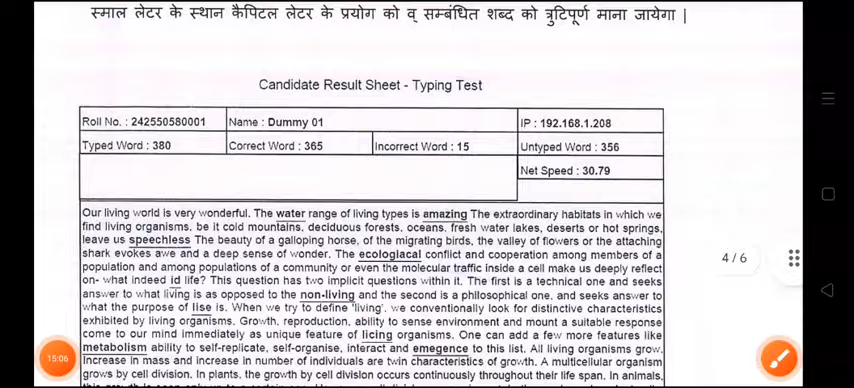 स्माल लेटर के स्थान कैपिटल लेटर के प्रयोग को व् सम्बंधित शब्द को त्रुटिपूर्ण माना जायेगा |
Candidate Result Sheet - Typing Test
Roll No. : 242550580001 Name : Dummy 01 IP : 192.168.1.208
Typed Word : 380 Correct Word : 365 Incorrect Word : 15 Untyped Word : 356
Net Speed : 30.79
Our living world is very wonderful. The water range of living types is amazing The extraordinary habitats in which we
find living organisms, be it cold mountains, deciduous forests, oceans, fresh water lakes, deserts or hot springs,
leave us speechless The beauty of a galloping horse, of the migrating birds, the valley of flowers or the attaching
shark evokes awe and a deep sense of wonder. The ecologiacal conflict and cooperation among members of a
population and among populations of a community or even the molecular traffic inside a cell make us deeply reflect
on- what indeed id life? This question has two implicit questions within it. The first is a technical one and seeks
answer to what living is as opposed to the non-living and the second is a philosophical one, and seeks answer to
what the purpose of lise is. When we try to define 'living', we conventionally look for distinctive characteristics
exhibited by living organisms. Growth, reproduction, ability to sense environment and mount a suitable response
come to our mind immediately as unique feature of licing organisms. One can add a few more features like
metabolism ability to self-replicate, self-organise, interact and emegence to this list. All living organisms grow.
Increase in mass and increase in number of individuals are twin characteristics of growth. A multicellular organism
grows by cell division. In plants, the growth by cell division occurs continuously throughout their life span. In animals,
4 / 6
15:06